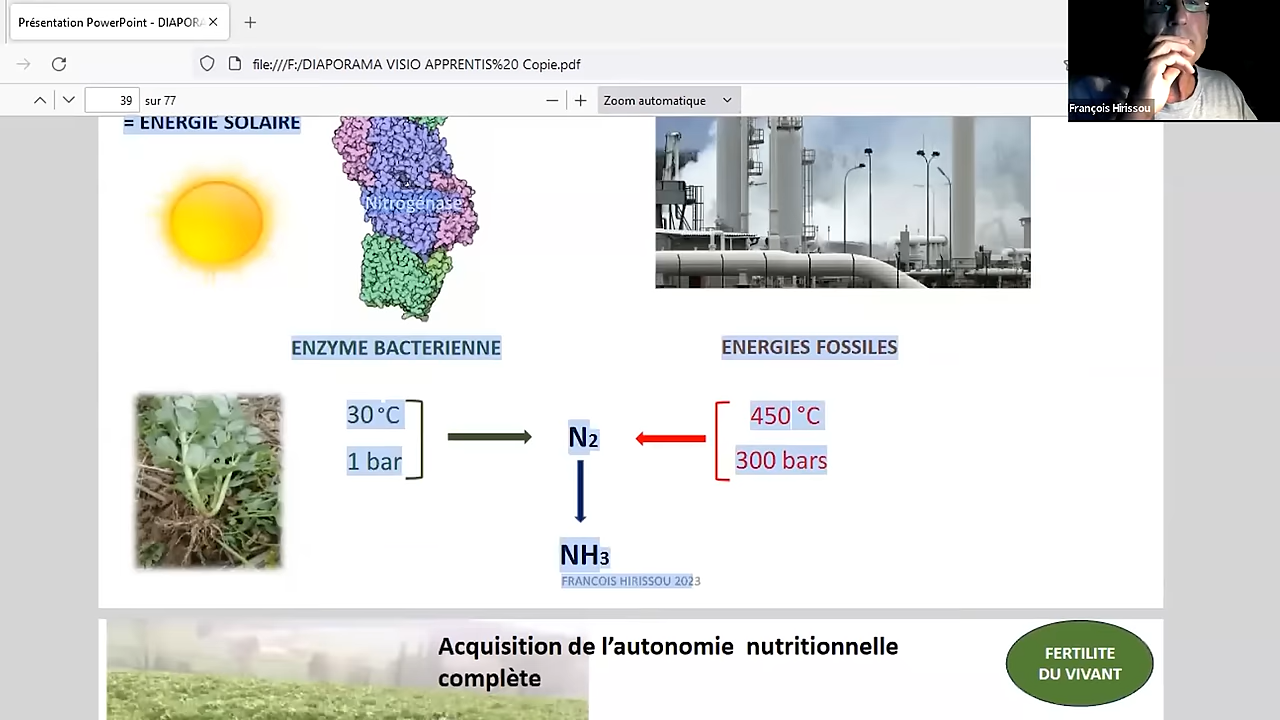 Présentation PowerPoint - DIAPORA
file:///F:/DIAPORAMA VISIO APPRENTIS%20 Copie.pdf
39 sur 77
Zoom automatique
François Hirissou
= ENERGIE SOLAIRE
Nitrogénase
ENZYME BACTERIENNE
ENERGIES FOSSILES
30 °C
450 °C
N2
1 bar
300 bars
NH3
FRANCOIS HIRISSOU 2023
Acquisition de l’autonomie nutritionnelle
complète
FERTILITE
DU VIVANT